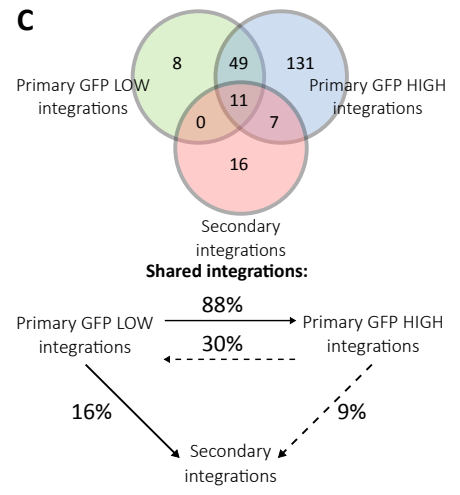 C
8
49
131
Primary GFP LOW
integrations
Primary GFP HIGH
integrations
11
0
7
16
Secondary
integrations
Shared integrations:
88%
Primary GFP LOW
integrations
Primary GFP HIGH
integrations
30%
16%
9%
Secondary
integrations